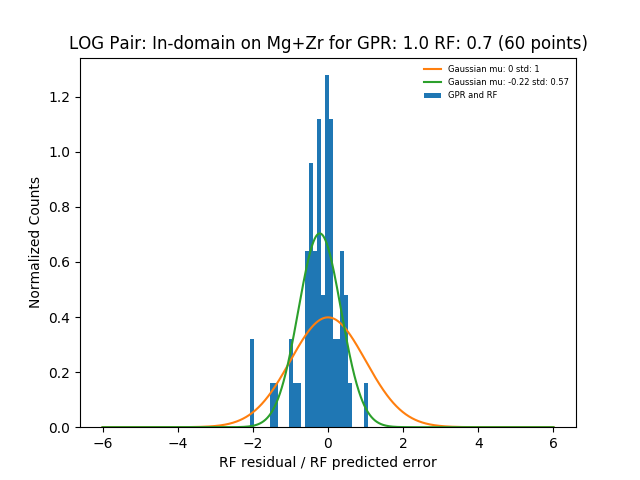 LOG Pair: In-domain on Mg+Zr for GPR: 1.0 RF: 0.7 (60 points)
Gaussian mu: 0 std: 1
Gaussian mu: -0.22 std: 0.57
GPR and RF
Normalized Counts
1.2
1.0
0.8
0.6
0.4
0.2
0.0
−6 −4 −2 0 2 4 6
RF residual / RF predicted error